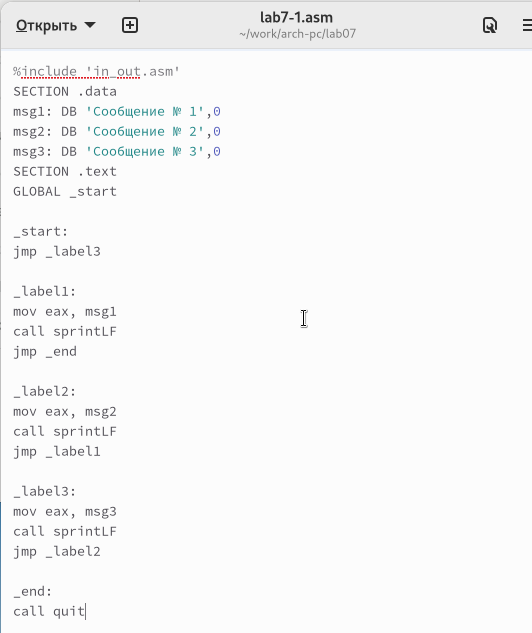 Открыть
lab7-1.asm
~/work/arch-pc/lab07
%include 'in_out.asm'
SECTION .data
msg1: DB 'Сообщение № 1',0
msg2: DB 'Сообщение № 2',0
msg3: DB 'Сообщение № 3',0
SECTION .text
GLOBAL _start

_start:
jmp _label3

_label1:
mov eax, msg1
call sprintLF
jmp _end

_label2:
mov eax, msg2
call sprintLF
jmp _label1

_label3:
mov eax, msg3
call sprintLF
jmp _label2

_end:
call quit